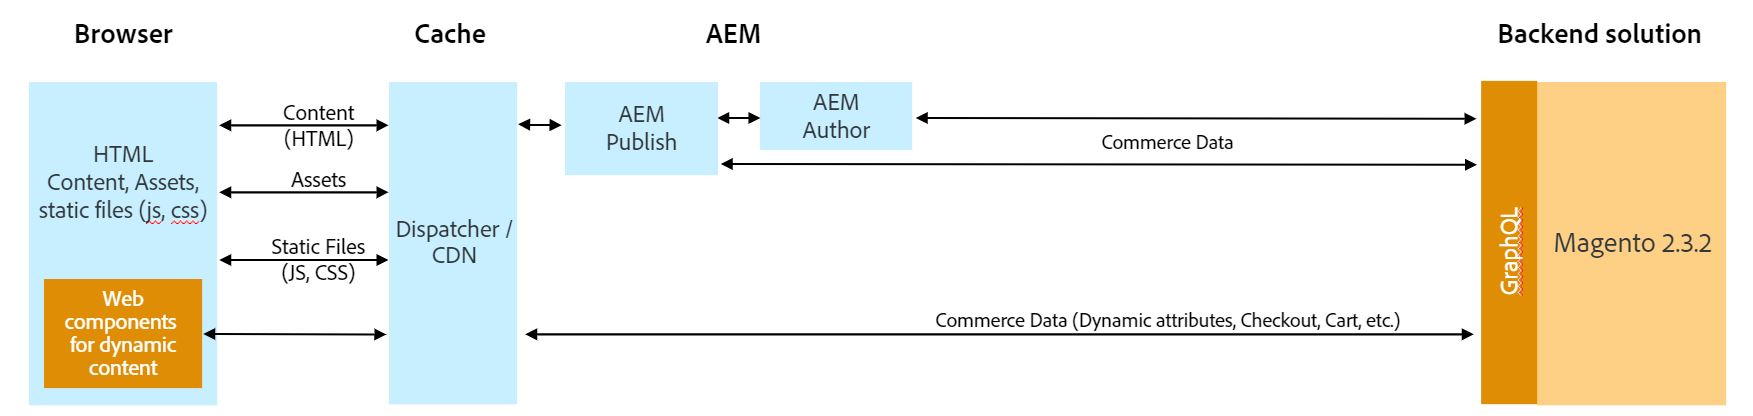 Browser
Cache
AEM
Backend solution
HTML
Content, Assets,
static files (js, css)
Web
components
for dynamic
content
Content
(HTML)
Assets
Static Files
(JS, CSS)
Dispatcher /
CDN
AEM
Publish
AEM
Author
Commerce Data
Commerce Data (Dynamic attributes, Checkout, Cart, etc.)
GraphQL
Magento 2.3.2